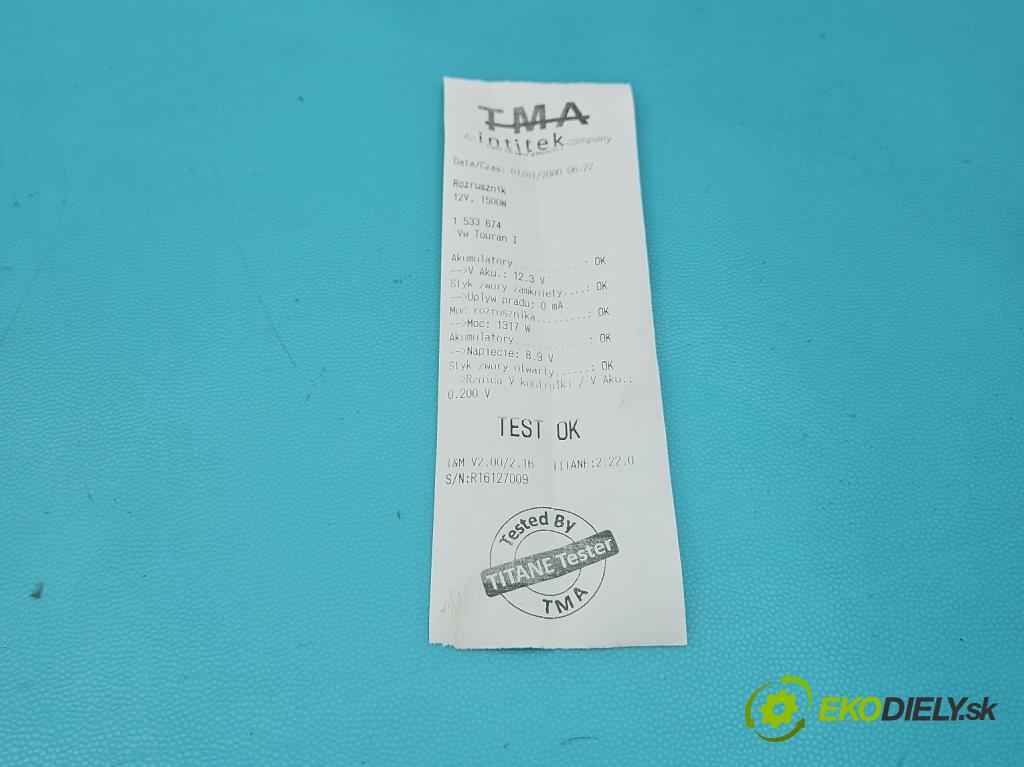 TMA
An intitek company
Data/Czas: 01/01/2000 06:22
Rozrusznik
12V, 1500W
1 533 674
Vw Touran I
Akumulatory..........: OK
-->V Aku.: 12.3 V
Styk zwory zamkniety....: OK
-->Uplyw pradu: 0 mA
Moc rozrusznika.........: OK
-->Moc: 1317 W
Akumulatory..........: OK
-->Napiecie: 8.9 V
Styk zwory otwarty......: OK
>Rznica V kontrolki / V Aku.:
0.200 V
TEST OK
T&M V2.00/2.16 TITANE:2.22.0
S/N:R16127009
Tested By
TITANE Tester
TMA
EKODIELY.sk